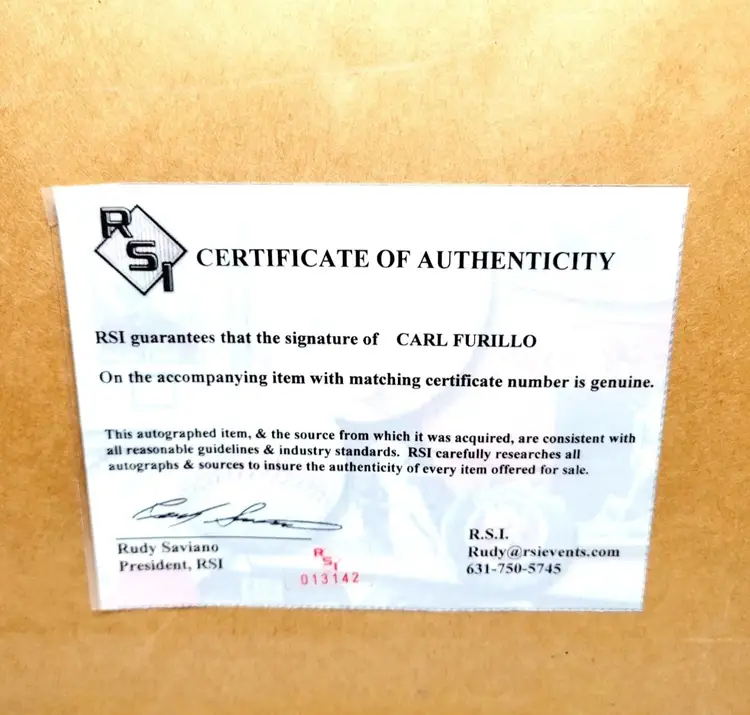 RSI
CERTIFICATE OF AUTHENTICITY
RSI guarantees that the signature of CARL FURILLO
On the accompanying item with matching certificate number is genuine.
This autographed item, & the source from which it was acquired, are consistent with
all reasonable guidelines & industry standards. RSI carefully researches all
autographs & sources to insure the authenticity of every item offered for sale.
Rudy Saviano
President, RSI
RSI
013142
R.S.I.
Rudy@rsievents.com
631-750-5745